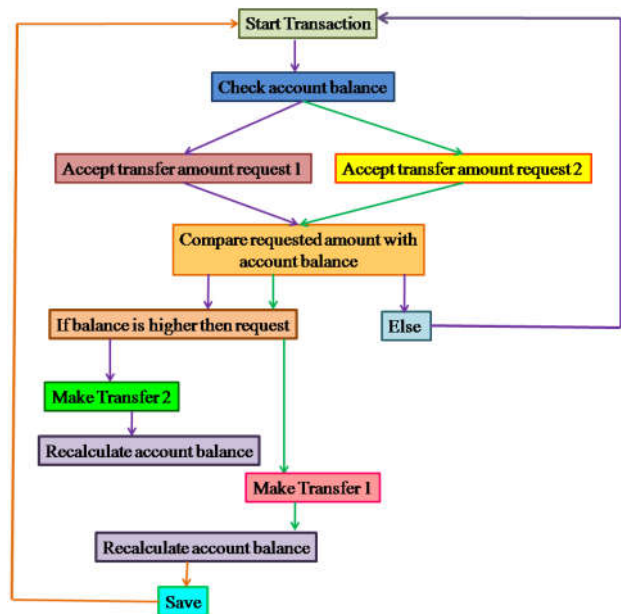 Start Transaction
Check account balance
Accept transfer amount request 1
Accept transfer amount request 2
Compare requested amount with
account balance
If balance is higher then request
Else
Make Transfer 2
Recalculate account balance
Make Transfer 1
Recalculate account balance
Save